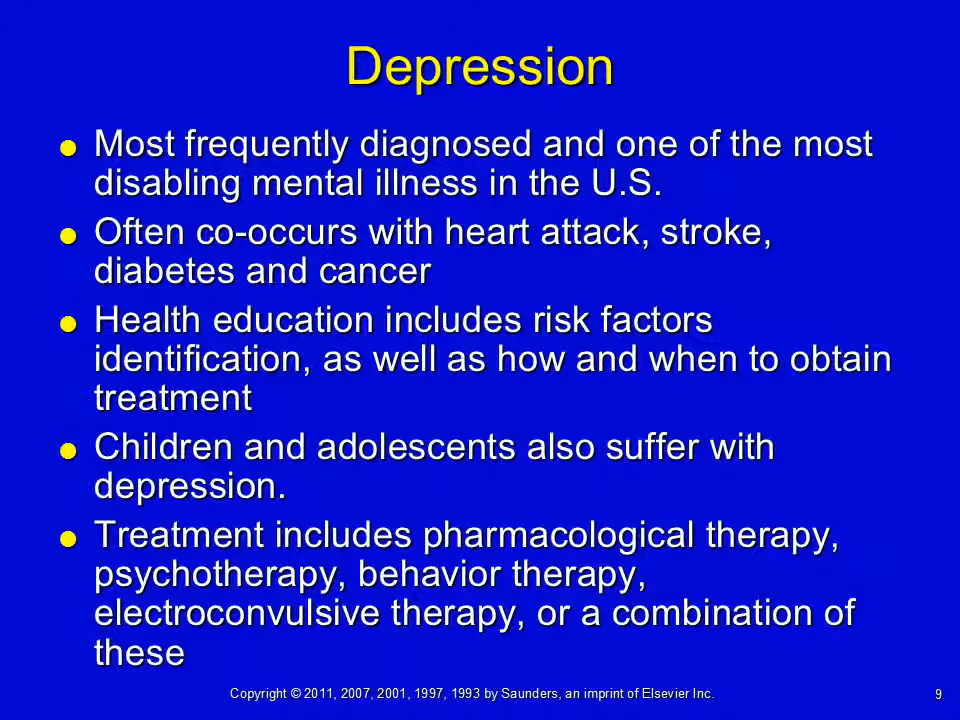 Depression
● Most frequently diagnosed and one of the most
disabling mental illness in the U.S.
● Often co-occurs with heart attack, stroke,
diabetes and cancer
● Health education includes risk factors
identification, as well as how and when to obtain
treatment
● Children and adolescents also suffer with
depression.
● Treatment includes pharmacological therapy,
psychotherapy, behavior therapy,
electroconvulsive therapy, or a combination of
these
Copyright © 2011, 2007, 2001, 1997, 1993 by Saunders, an imprint of Elsevier Inc. 9